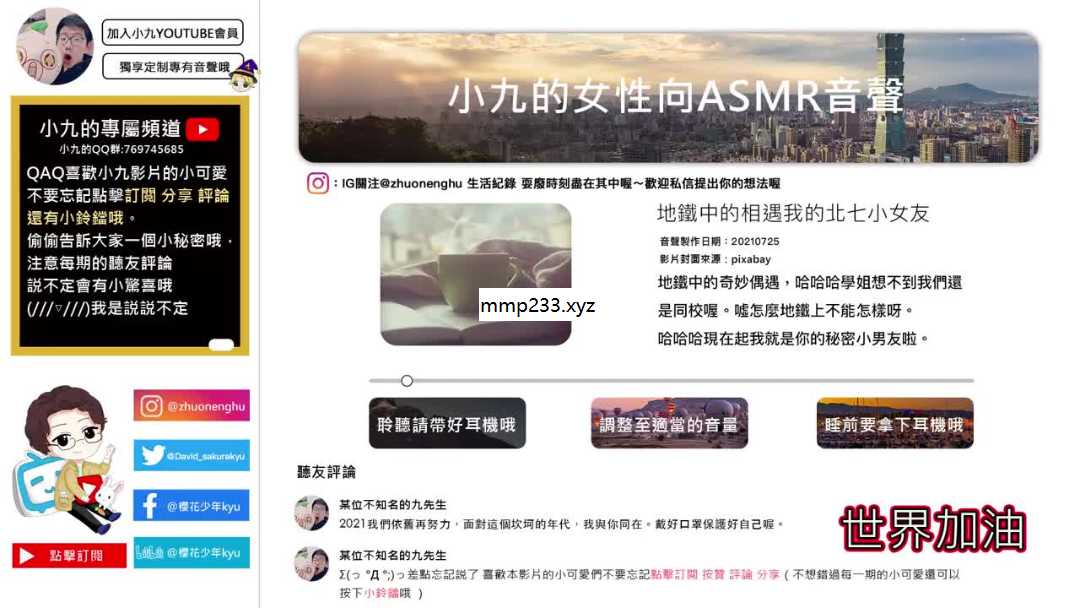 加入小九YOUTUBE會員
獨享定制專有音聲哦
小九的專屬頻道
小九的QQ群:769745685
QAQ喜歡小九影片的小可愛
不要忘記點擊訂閱 分享 評論
還有小鈴鐺哦。
偷偷告訴大家一個小秘密哦，
注意每期的聽友評論
説不定會有小驚喜哦
(///▿///)我是説説不定
@zhuonenghu
@David_sakurakyu
@櫻花少年kyu
點擊訂閱
@櫻花少年kyu
小九的女性向ASMR音聲
：IG關注@zhuonenghu 生活紀錄 耍廢時刻盡在其中喔～歡迎私信提出你的想法喔
地鐵中的相遇我的北七小女友
音聲製作日期：20210725
影片封面來源：pixabay
地鐵中的奇妙偶遇，哈哈哈學姐想不到我們還
是同校喔。噓怎麼地鐵上不能怎樣呀。
哈哈哈現在起我就是你的秘密小男友啦。
mmp233.xyz
聆聽請帶好耳機哦
調整至適當的音量
睡前要拿下耳機哦
聽友評論
某位不知名的九先生
2021我們依舊再努力，面對這個坎坷的年代，我與你同在。戴好口罩保護好自己喔。
某位不知名的九先生
Σ(っ °Д °;)っ差點忘記説了 喜歡本影片的小可愛們不要忘記點擊訂閱 按贊 評論 分享（ 不想錯過每一期的小可愛還可以
按下小鈴鐺哦 ）
世界加油